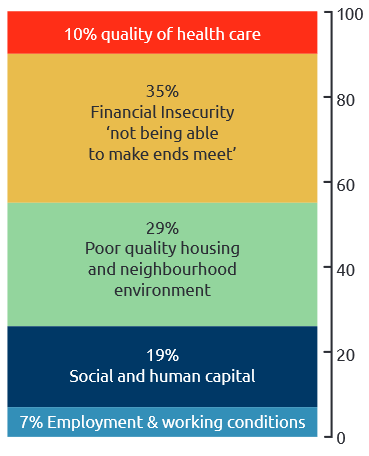 10% quality of health care
35%
Financial Insecurity
‘not being able
to make ends meet’
29%
Poor quality housing
and neighbourhood
environment
19%
Social and human capital
7% Employment & working conditions
100
80
60
40
20
0